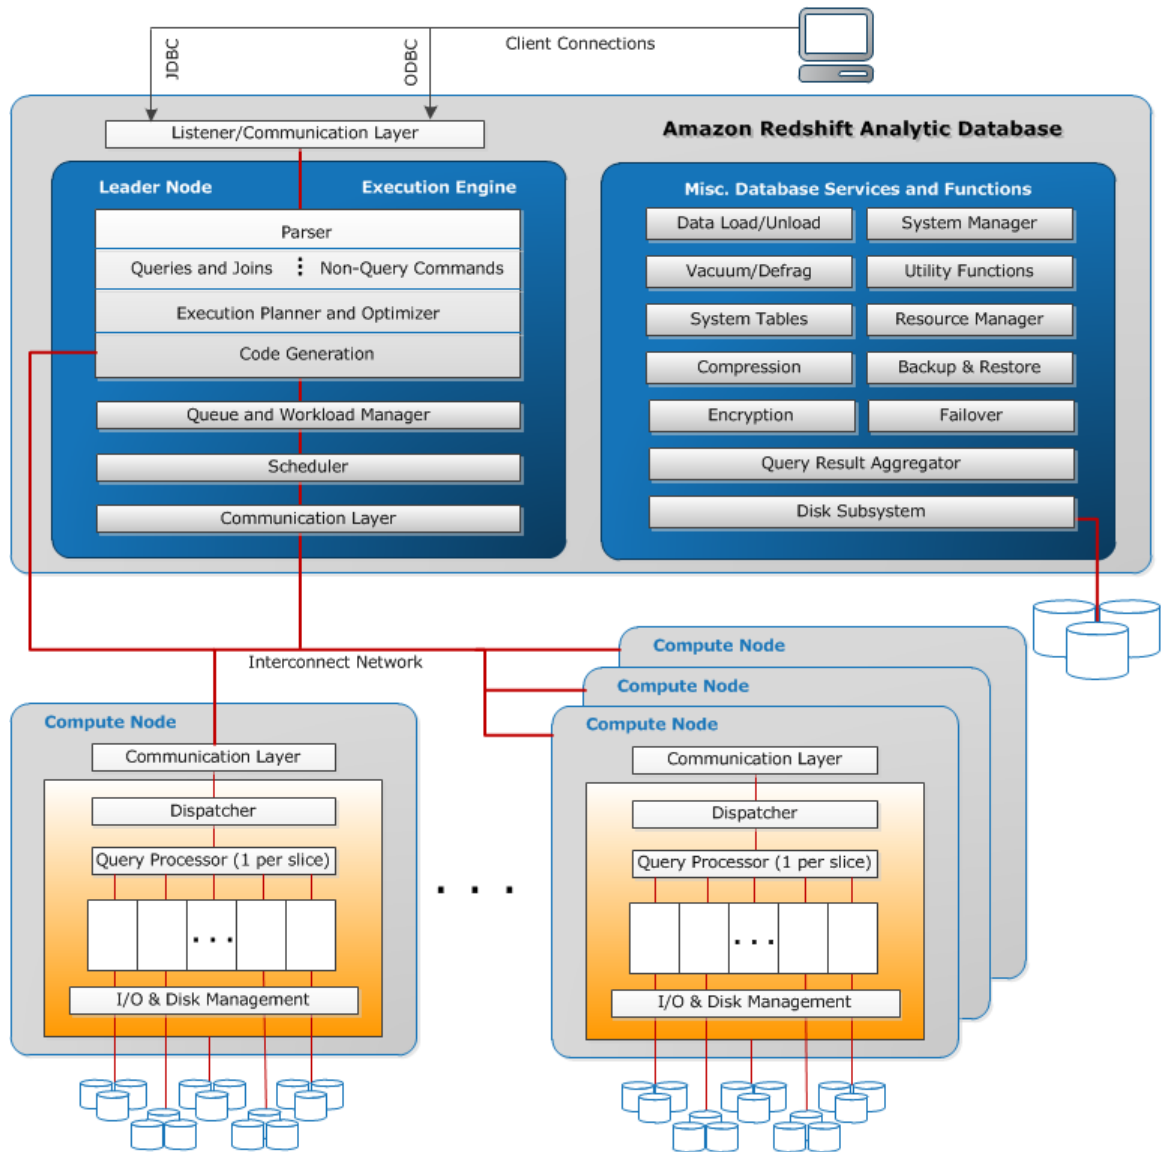 Client Connections
JDBC
ODBC
Listener/Communication Layer
Amazon Redshift Analytic Database
Leader Node
Execution Engine
Parser
Queries and Joins
Non-Query Commands
Execution Planner and Optimizer
Code Generation
Queue and Workload Manager
Scheduler
Communication Layer
Misc. Database Services and Functions
Data Load/Unload
System Manager
Vacuum/Defrag
Utility Functions
System Tables
Resource Manager
Compression
Backup & Restore
Encryption
Failover
Query Result Aggregator
Disk Subsystem
Interconnect Network
Compute Node
Communication Layer
Dispatcher
Query Processor (1 per slice)
. . .
I/O & Disk Management
. . .
Compute Node
Compute Node
Compute Node
Communication Layer
Dispatcher
Query Processor (1 per slice)
. . .
I/O & Disk Management